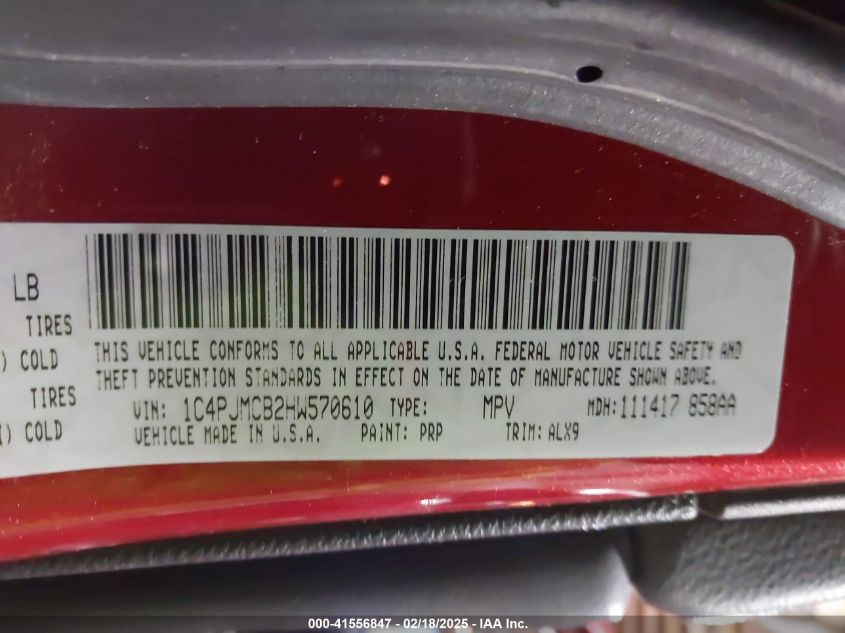 LB
TIRES
) COLD
TIRES
I) COLD
THIS VEHICLE CONFORMS TO ALL APPLICABLE U.S.A. FEDERAL MOTOR VEHICLE SAFETY AND
THEFT PREVENTION STANDARDS IN EFFECT ON THE DATE OF MANUFACTURE SHOWN ABOVE.
VIN: 1C4PJMCB2HW570610 TYPE: MPV MDH: 111417 858AA
VEHICLE MADE IN U.S.A. PAINT: PRP TRIM: ALX9
000-41556847 - 02/18/2025 - IAA Inc.